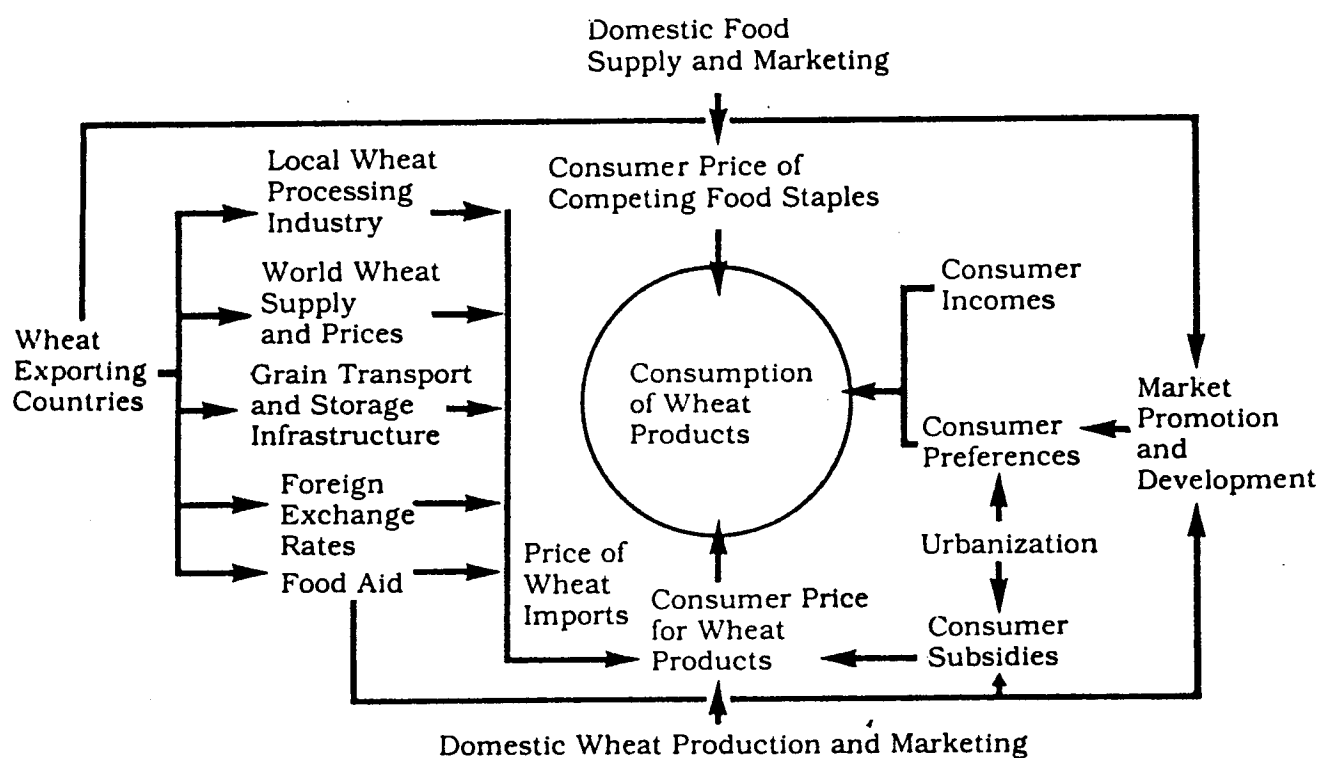 Domestic Food
Supply and Marketing
Local Wheat
Processing
Industry
Consumer Price of
Competing Food Staples
World Wheat
Supply
and Prices
Consumer
Incomes
Wheat
Exporting
Countries
Grain Transport
and Storage
Infrastructure
Consumption
of Wheat
Products
Consumer
Preferences
Market
Promotion
and
Development
Foreign
Exchange
Rates
Urbanization
Food Aid
Price of
Wheat
Imports
Consumer Price
for Wheat
Products
Consumer
Subsidies
Domestic Wheat Production and Marketing